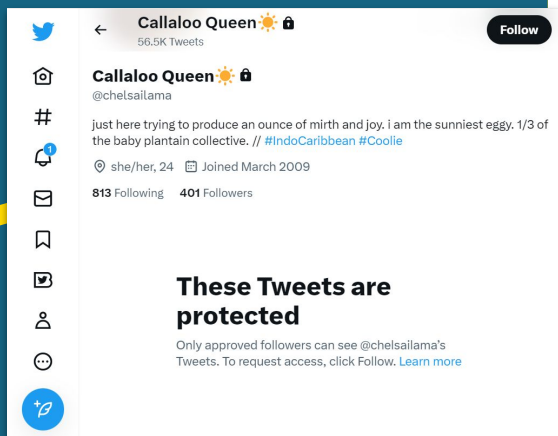 Callaloo Queen☀️🔒
56.5K Tweets
Follow
Callaloo Queen☀️🔒
@chelsailama
just here trying to produce an ounce of mirth and joy. i am the sunniest eggy. 1/3 of
the baby plantain collective. // #IndoCaribbean #Coolie
she/her, 24 Joined March 2009
813 Following 401 Followers
1
These Tweets are
protected
Only approved followers can see @chelsailama's
Tweets. To request access, click Follow. Learn more